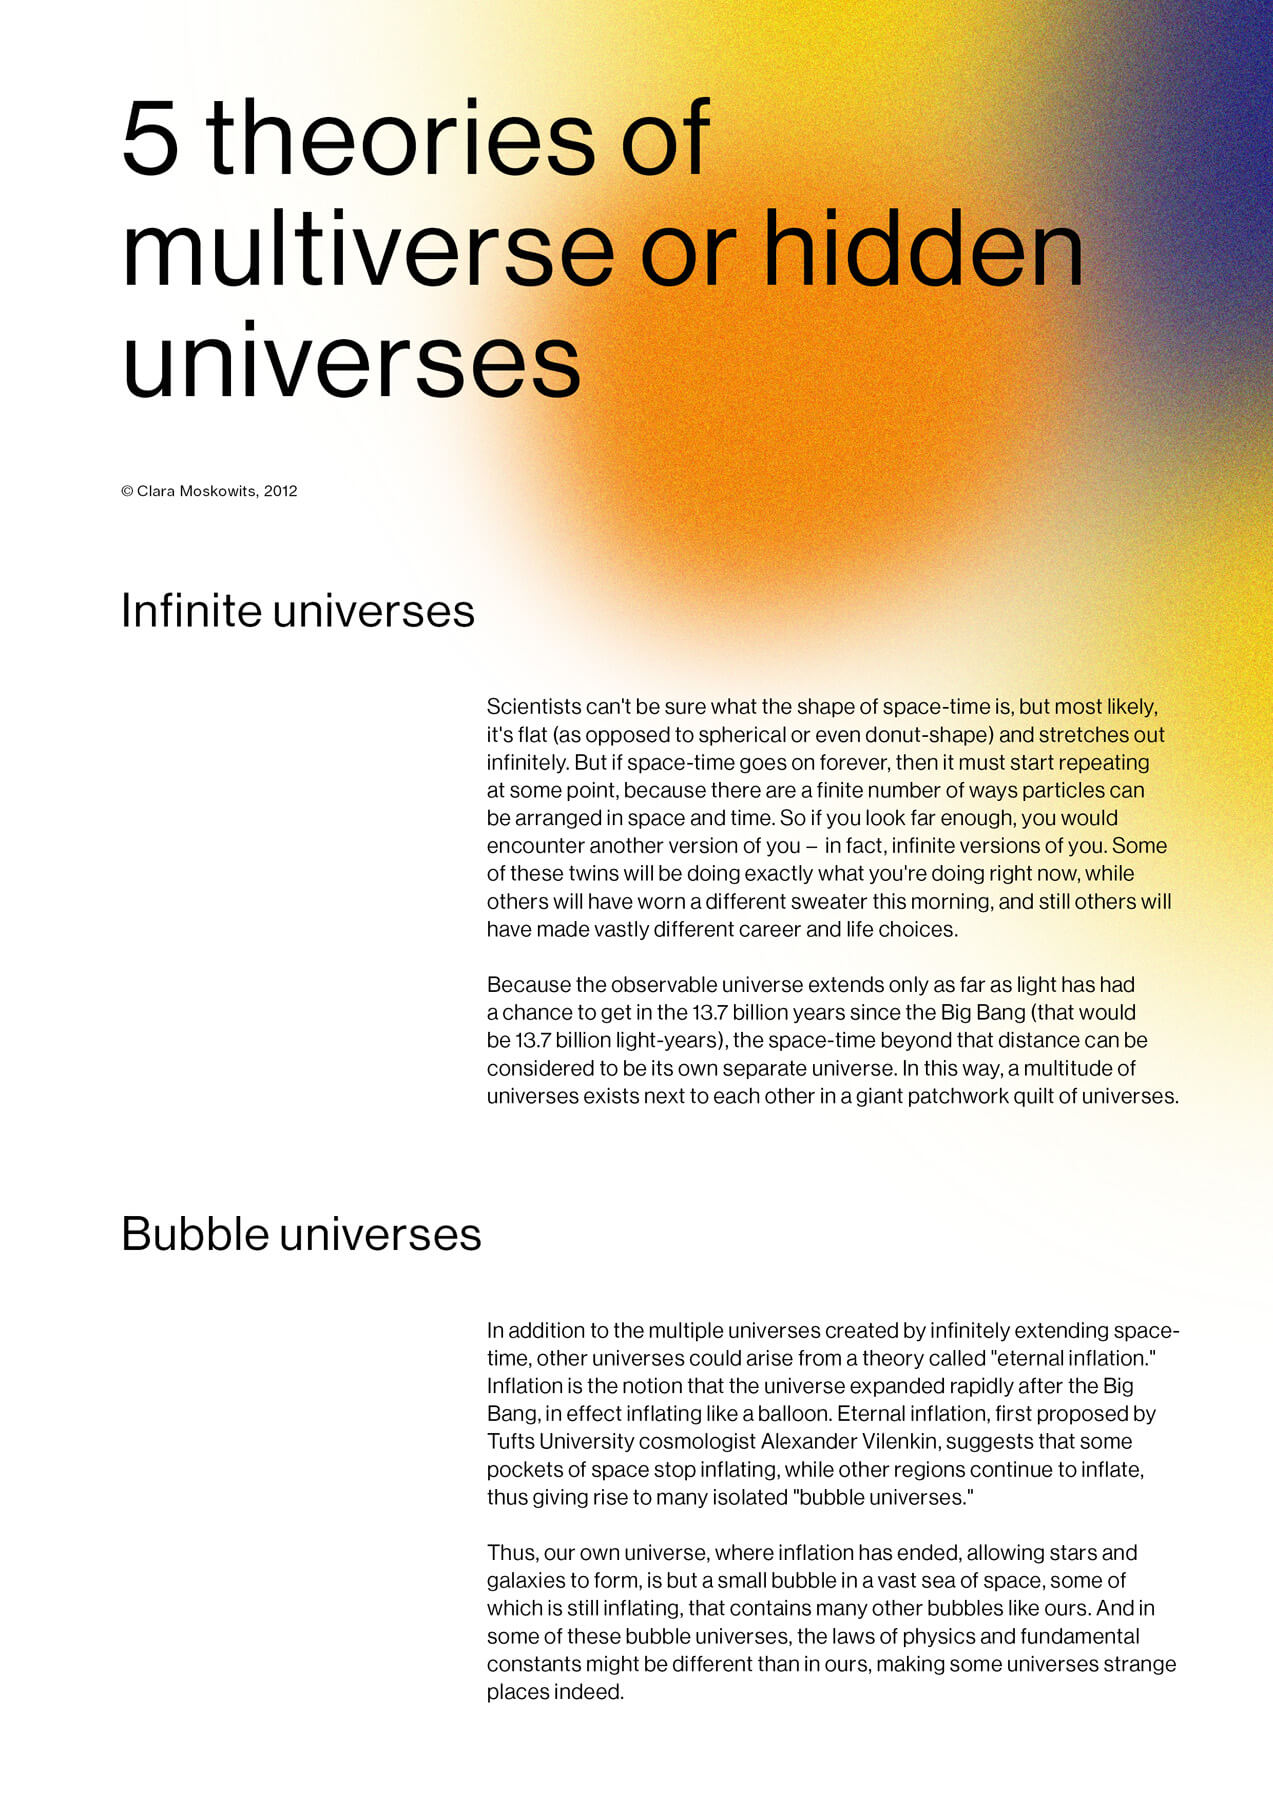 5 theories of
multiverse or hidden
universes
© Clara Moskowits, 2012
Infinite universes
Scientists can't be sure what the shape of space-time is, but most likely,
it's flat (as opposed to spherical or even donut-shape) and stretches out
infinitely. But if space-time goes on forever, then it must start repeating
at some point, because there are a finite number of ways particles can
be arranged in space and time. So if you look far enough, you would
encounter another version of you – in fact, infinite versions of you. Some
of these twins will be doing exactly what you're doing right now, while
others will have worn a different sweater this morning, and still others will
have made vastly different career and life choices.
Because the observable universe extends only as far as light has had
a chance to get in the 13.7 billion years since the Big Bang (that would
be 13.7 billion light-years), the space-time beyond that distance can be
considered to be its own separate universe. In this way, a multitude of
universes exists next to each other in a giant patchwork quilt of universes.
Bubble universes
In addition to the multiple universes created by infinitely extending space-
time, other universes could arise from a theory called "eternal inflation."
Inflation is the notion that the universe expanded rapidly after the Big
Bang, in effect inflating like a balloon. Eternal inflation, first proposed by
Tufts University cosmologist Alexander Vilenkin, suggests that some
pockets of space stop inflating, while other regions continue to inflate,
thus giving rise to many isolated "bubble universes."
Thus, our own universe, where inflation has ended, allowing stars and
galaxies to form, is but a small bubble in a vast sea of space, some of
which is still inflating, that contains many other bubbles like ours. And in
some of these bubble universes, the laws of physics and fundamental
constants might be different than in ours, making some universes strange
places indeed.